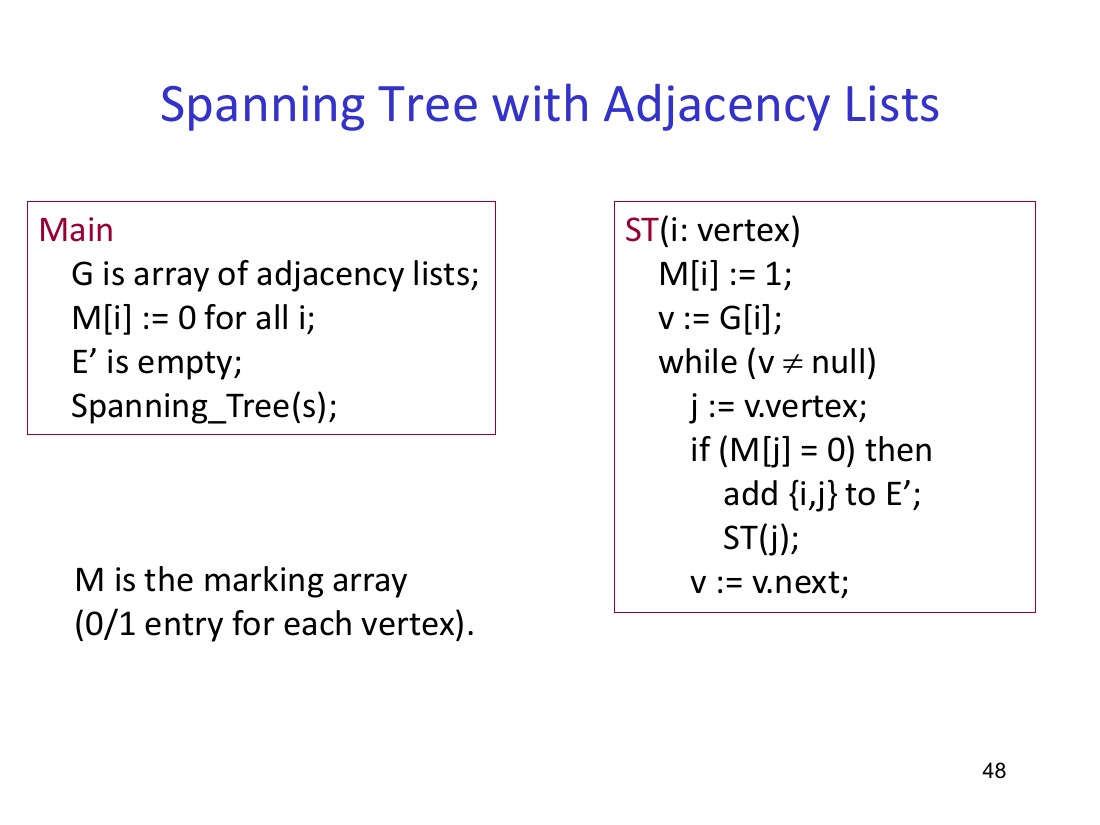 Spanning Tree with Adjacency Lists
Main
G is array of adjacency lists;
M[i] := 0 for all i;
E’ is empty;
Spanning_Tree(s);
M is the marking array
(0/1 entry for each vertex).
ST(i: vertex)
M[i] := 1;
v := G[i];
while (v ≠ null)
j := v.vertex;
if (M[j] = 0) then
add {i,j} to E’;
ST(j);
v := v.next;
48